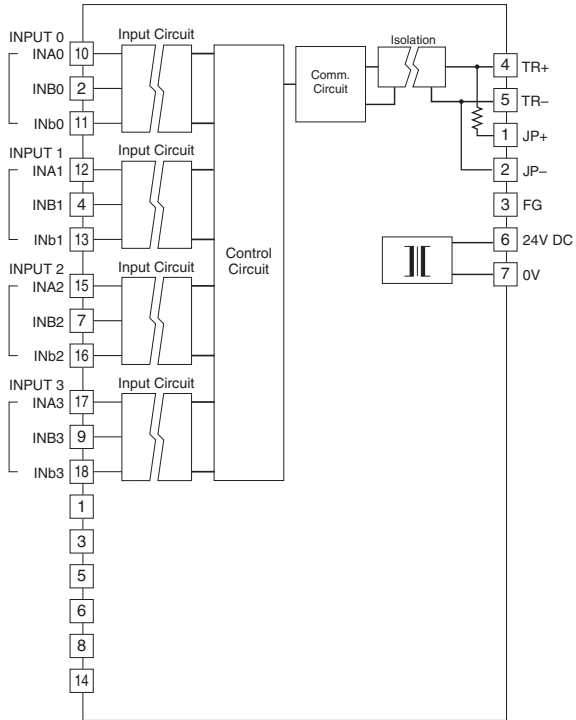 INPUT 0
INA0 10
INB0 2
INb0 11
Input Circuit
INPUT 1
INA1 12
INB1 4
INb1 13
Input Circuit
INPUT 2
INA2 15
INB2 7
INb2 16
Input Circuit
INPUT 3
INA3 17
INB3 9
INb3 18
Input Circuit
1
3
5
6
8
14
Control
Circuit
Comm.
Circuit
Isolation
4 TR+
5 TR–
1 JP+
2 JP–
3 FG
6 24V DC
7 0V